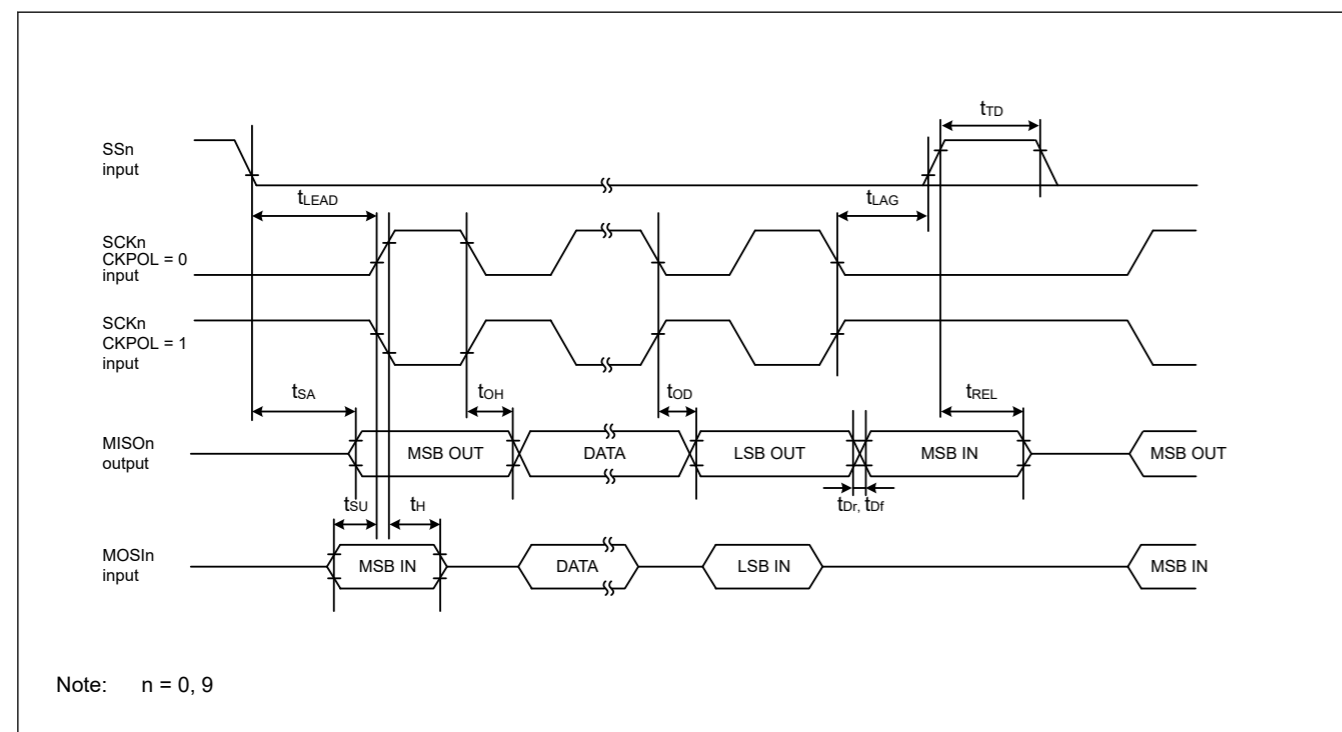 tTD
SSn
input
tLEAD
tLAG
SCKn
CKPOL = 0
input
SCKn
CKPOL = 1
input
tSA
tOH
tOD
tREL
MISOn
output
MSB OUT
DATA
LSB OUT
MSB IN
MSB OUT
tSU
tH
tDr, tDf
MOSIn
input
MSB IN
DATA
LSB IN
MSB IN
Note: n = 0, 9